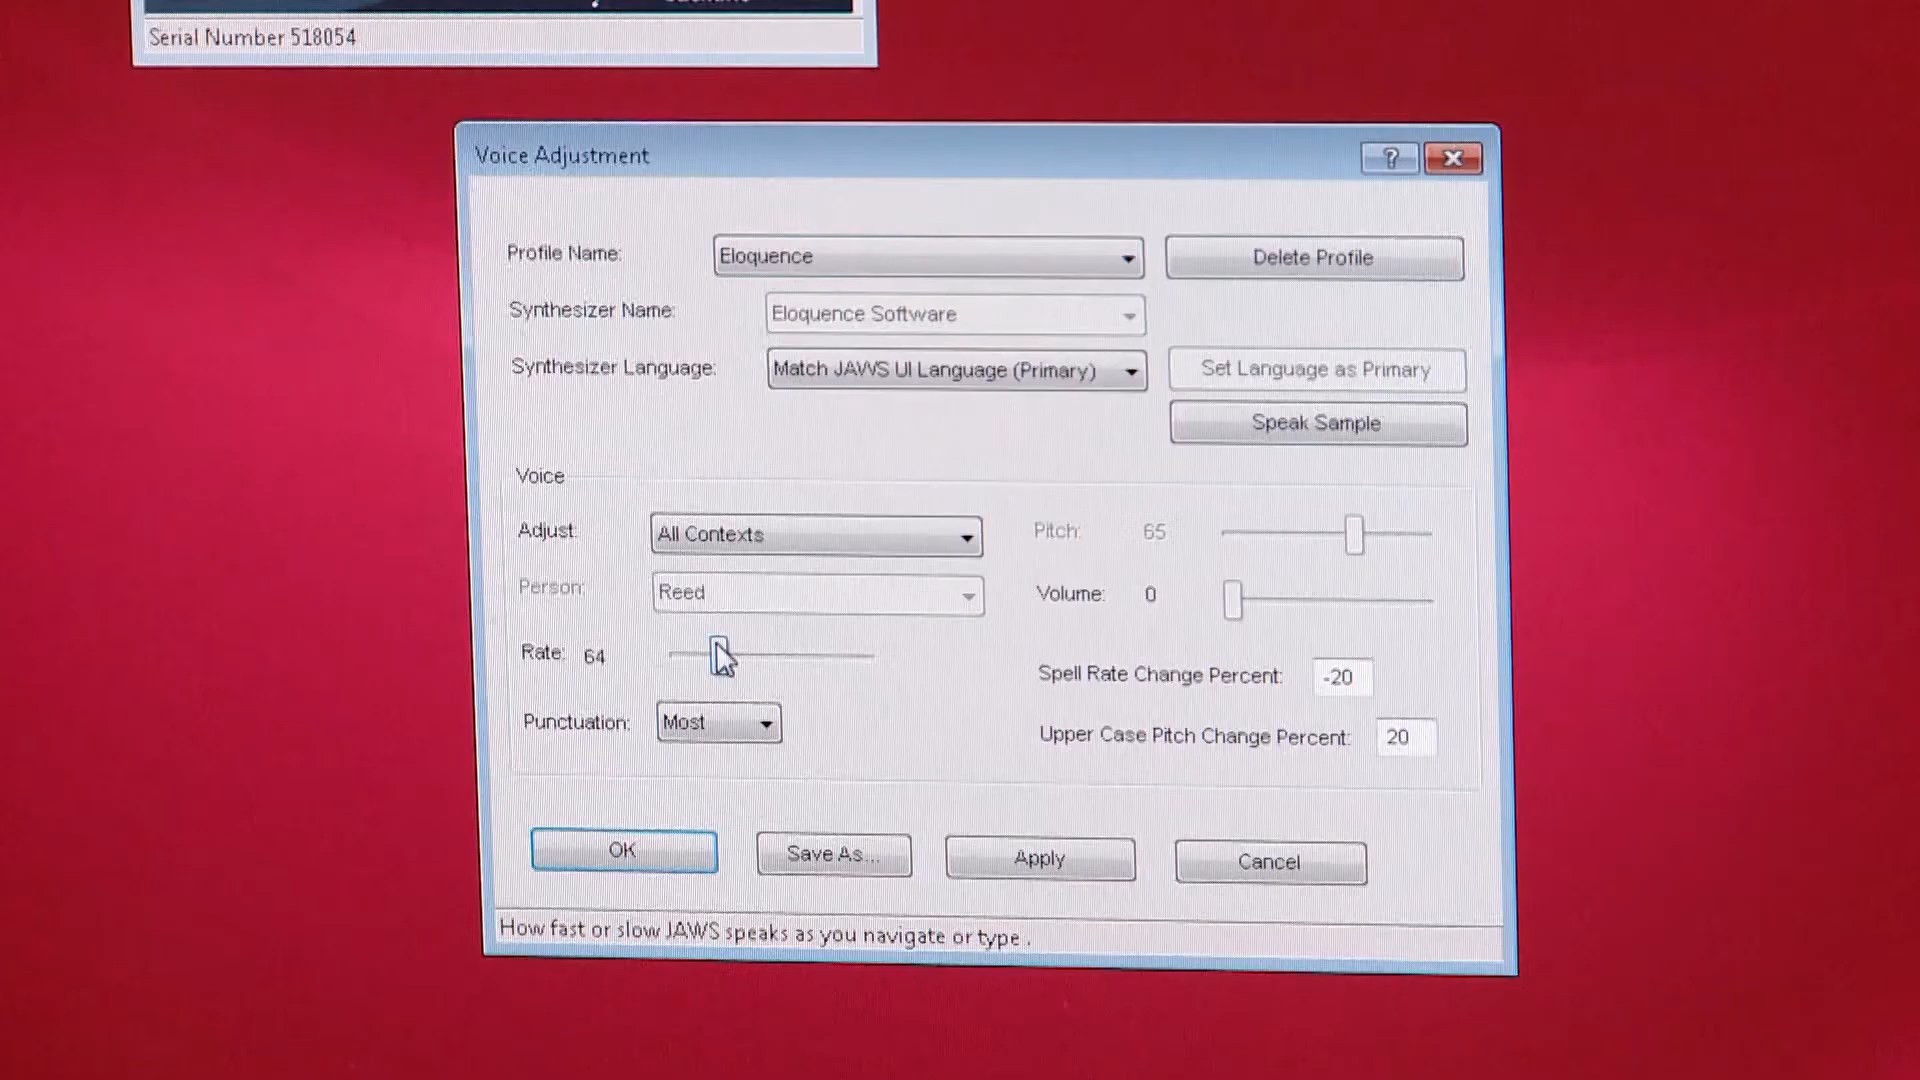 Serial Number 518054
Voice Adjustment
Profile Name: Eloquence Delete Profile
Synthesizer Name: Eloquence Software
Synthesizer Language: Match JAWS UI Language (Primary) Set Language as Primary
Speak Sample
Voice
Adjust: All Contexts Pitch: 65
Person: Reed Volume: 0
Rate: 64 Spell Rate Change Percent: -20
Punctuation: Most Upper Case Pitch Change Percent: 20
OK Save As... Apply Cancel
How fast or slow JAWS speaks as you navigate or type .